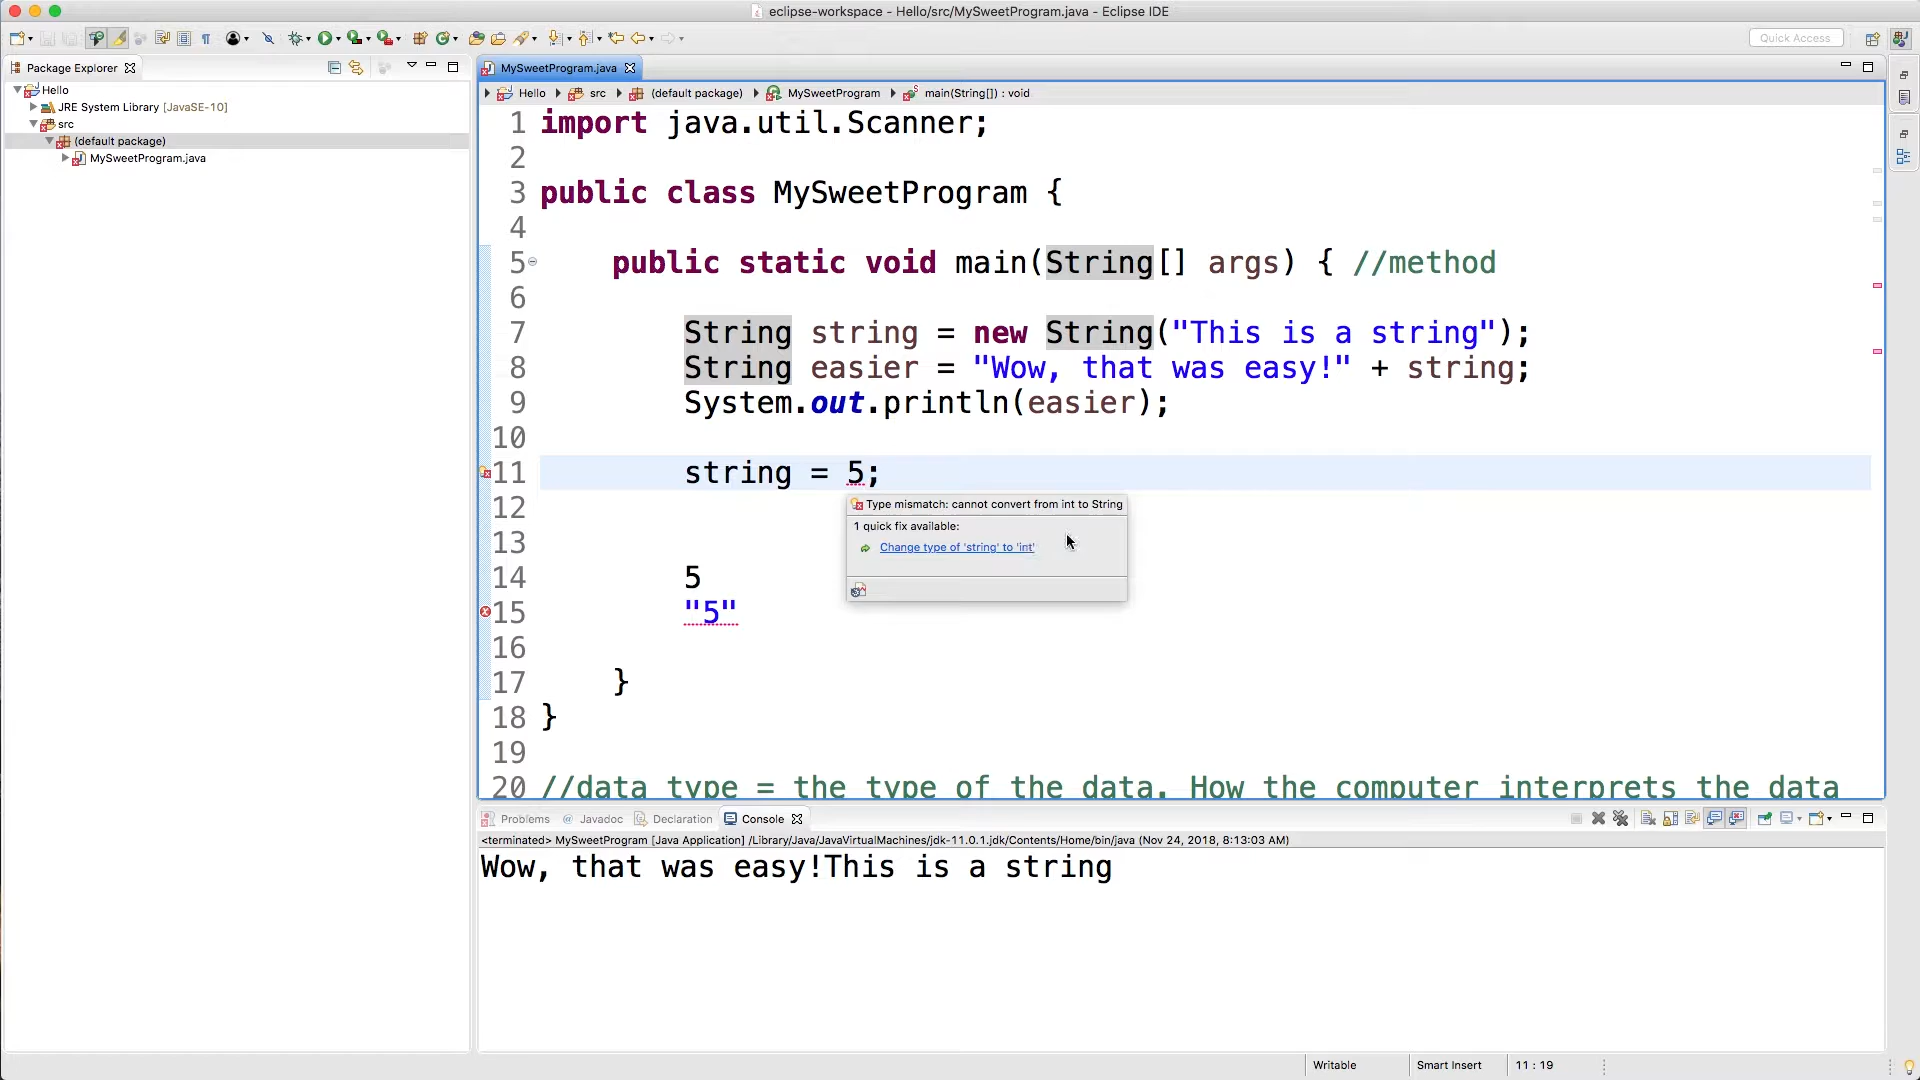 eclipse-workspace - Hello/src/MySweetProgram.java - Eclipse IDE
Quick Access
Package Explorer
MySweetProgram.java
Hello
JRE System Library [JavaSE-10]
src
(default package)
MySweetProgram.java
Hello src (default package) MySweetProgram main(String[]) : void
1 import java.util.Scanner;
2
3 public class MySweetProgram {
4
5 public static void main(String[] args) { //method
6
7 String string = new String("This is a string");
8 String easier = "Wow, that was easy!" + string;
9 System.out.println(easier);
10
11 string = 5;
Type mismatch: cannot convert from int to String
1 quick fix available:
Change type of 'string' to 'int'
12
13
14 5
15 "5"
16
17 }
18 }
19
20 //data type = the type of the data. How the computer interprets the data
Problems @ Javadoc Declaration Console
<terminated> MySweetProgram [Java Application] /Library/Java/JavaVirtualMachines/jdk-11.0.1.jdk/Contents/Home/bin/java (Nov 24, 2018, 8:13:03 AM)
Wow, that was easy!This is a string
Writable Smart Insert 11 : 19